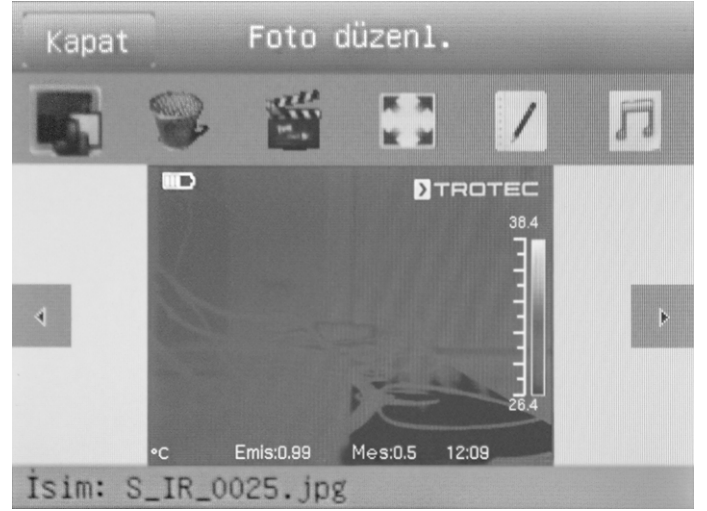 Kapat
Foto düzenl.
TROTEC
38.4
26.4
°C Emis:0.99 Mes:0.5 12:09
İsim: S_IR_0025.jpg